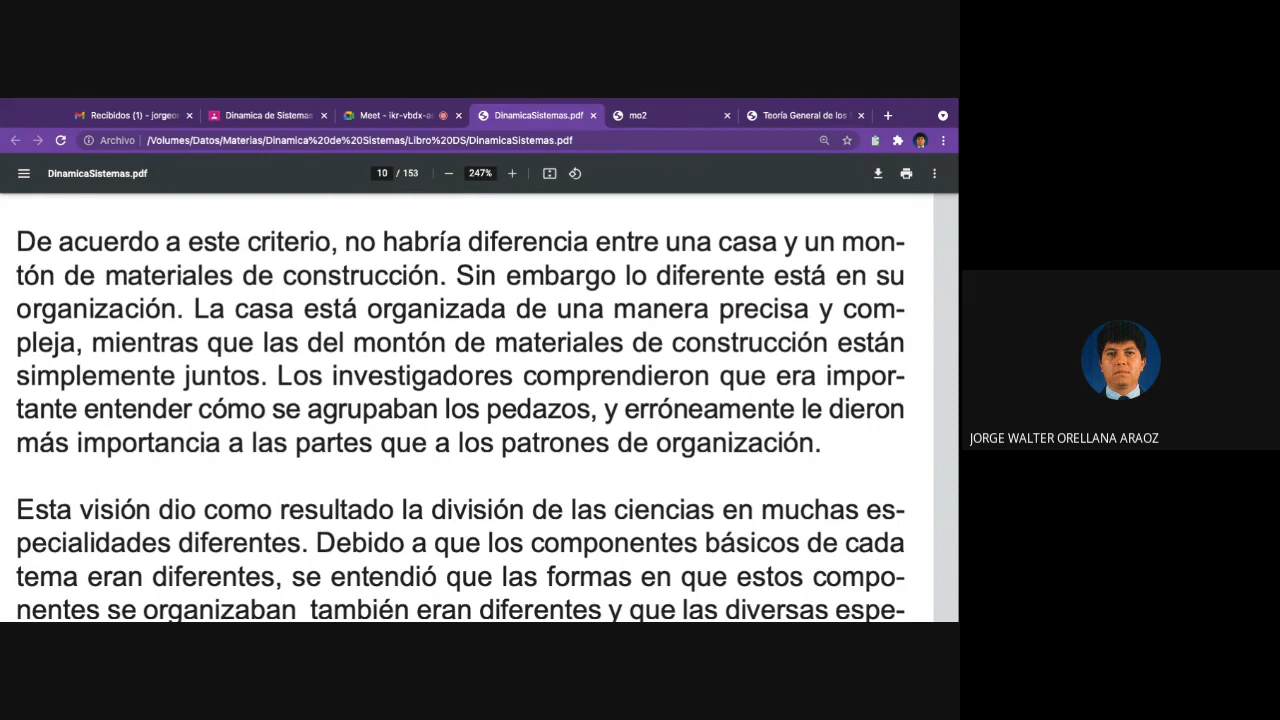 Recibidos (1) - jorgeor
Dinamica de Sistemas
Meet - ikr-vbdx-a
DinamicaSistemas.pdf
mo2
Teoría General de los
Archivo
/Volumes/Datos/Materias/Dinamica%20de%20Sistemas/Libro%20DS/DinamicaSistemas.pdf
DinamicaSistemas.pdf
10 / 153
247%
De acuerdo a este criterio, no habría diferencia entre una casa y un mon-
tón de materiales de construcción. Sin embargo lo diferente está en su
organización. La casa está organizada de una manera precisa y com-
pleja, mientras que las del montón de materiales de construcción están
simplemente juntos. Los investigadores comprendieron que era impor-
tante entender cómo se agrupaban los pedazos, y erróneamente le dieron
más importancia a las partes que a los patrones de organización.
Esta visión dio como resultado la división de las ciencias en muchas es-
pecialidades diferentes. Debido a que los componentes básicos de cada
tema eran diferentes, se entendió que las formas en que estos compo-
nentes se organizaban también eran diferentes y que las diversas espe-
JORGE WALTER ORELLANA ARAOZ